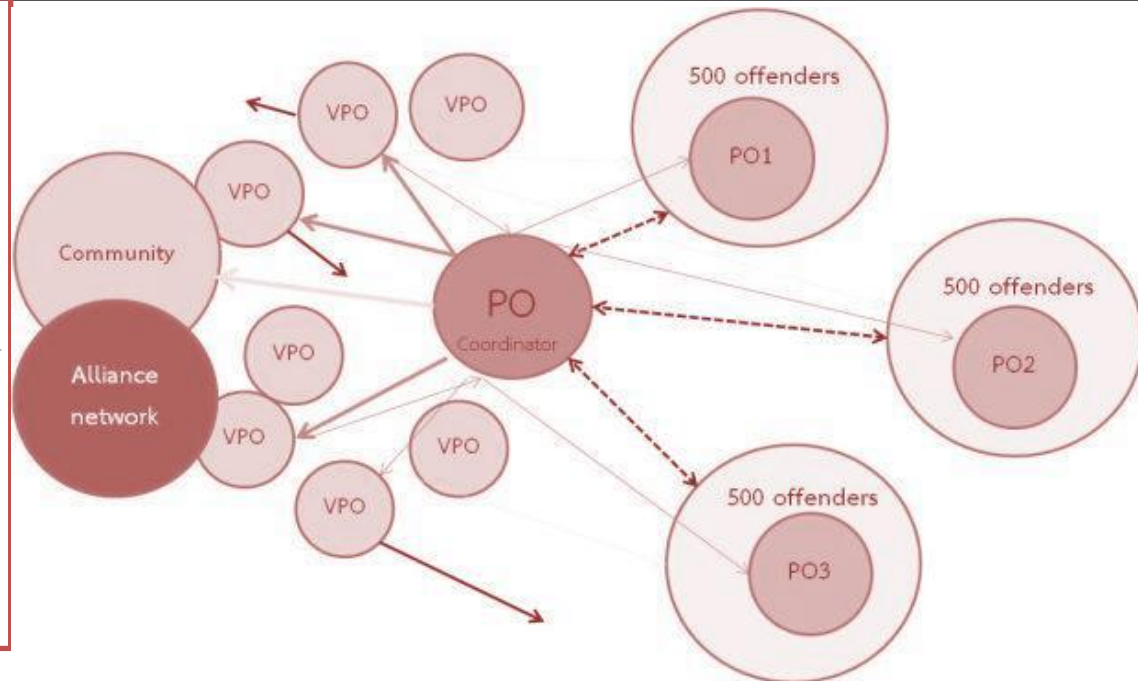 VPO
VPO
500 offenders
PO1
VPO
Community
PO
Coordinator
500 offenders
PO2
VPO
Alliance
network
VPO
VPO
VPO
500 offenders
PO3